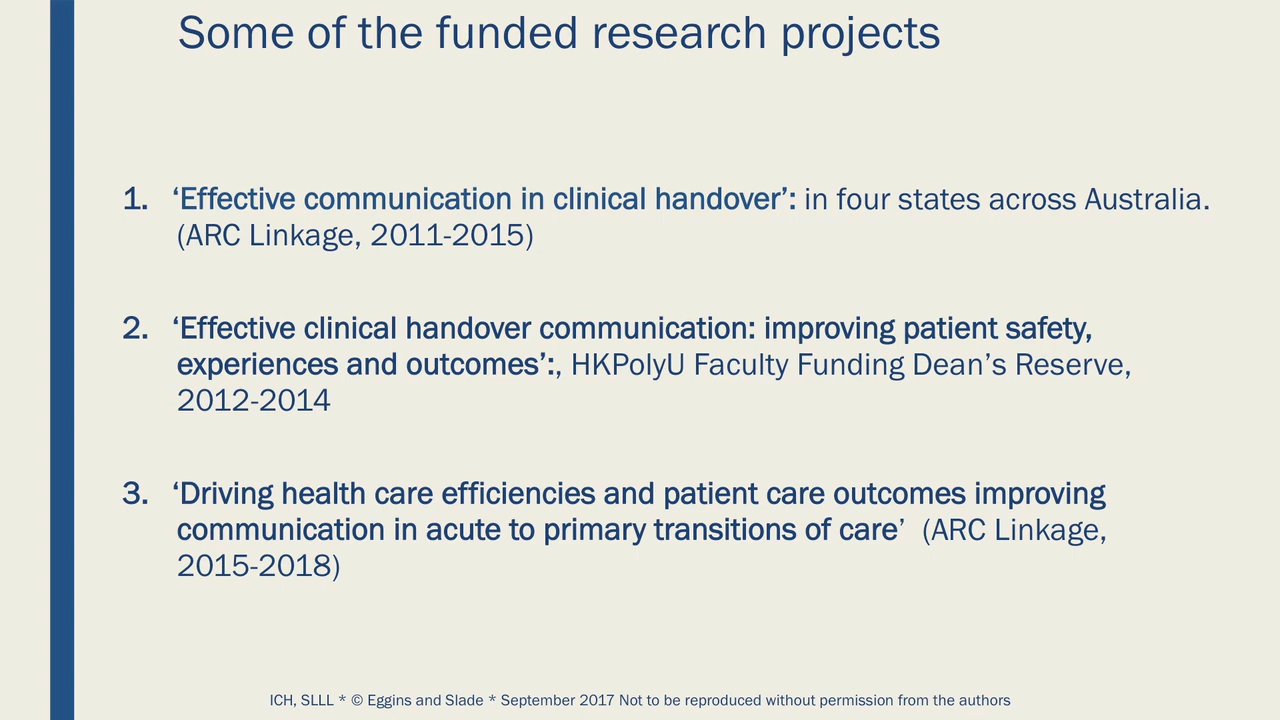 Some of the funded research projects
1. ‘Effective communication in clinical handover’: in four states across Australia.
(ARC Linkage, 2011-2015)
2. ‘Effective clinical handover communication: improving patient safety,
experiences and outcomes’:, HKPolyU Faculty Funding Dean’s Reserve,
2012-2014
3. ‘Driving health care efficiencies and patient care outcomes improving
communication in acute to primary transitions of care’ (ARC Linkage,
2015-2018)
ICH, SLLL * © Eggins and Slade * September 2017 Not to be reproduced without permission from the authors